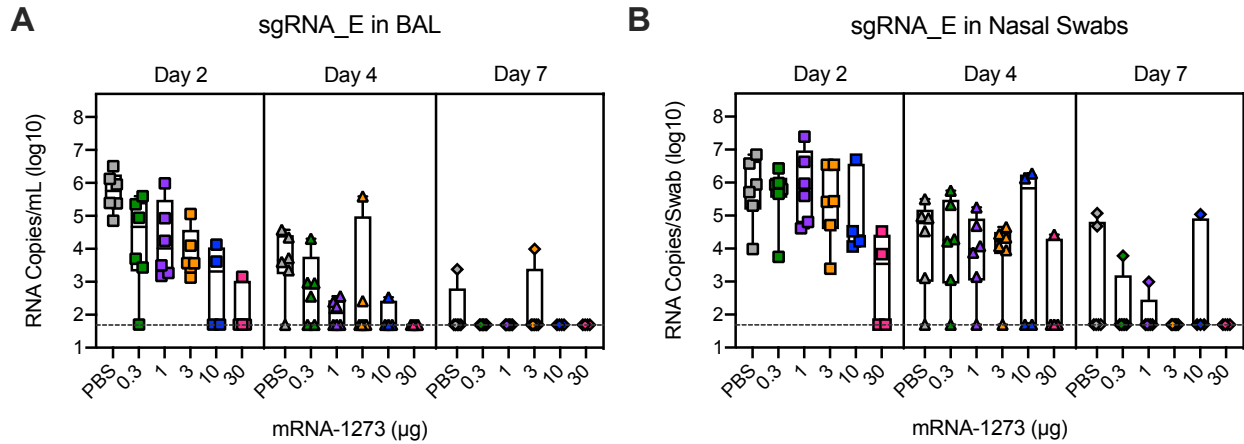 A
sgRNA_E in BAL
Day 2 Day 4 Day 7
RNA Copies/mL (log10)
8
7
6
5
4
3
2
1
PBS 0.3 1 3 10 30 PBS 0.3 1 3 10 30 PBS 0.3 1 3 10 30
mRNA-1273 (µg)
B
sgRNA_E in Nasal Swabs
Day 2 Day 4 Day 7
RNA Copies/Swab (log10)
8
7
6
5
4
3
2
1
PBS 0.3 1 3 10 30 PBS 0.3 1 3 10 30 PBS 0.3 1 3 10 30
mRNA-1273 (µg)